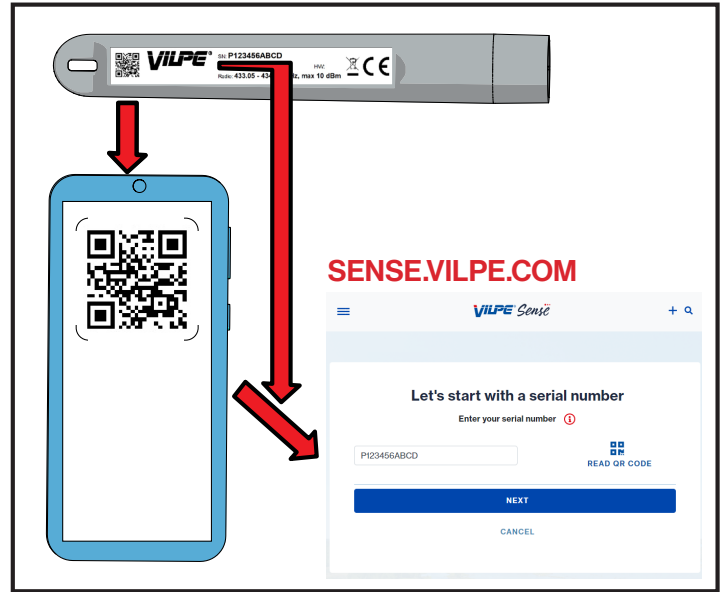 VILPE® SN: P123456ABCD
HW:
Radio: 433.05 - 434 z, max 10 dBm
CE
SENSE.VILPE.COM
VILPE® Sense
Let's start with a serial number
Enter your serial number
P123456ABCD
READ QR CODE
NEXT
CANCEL